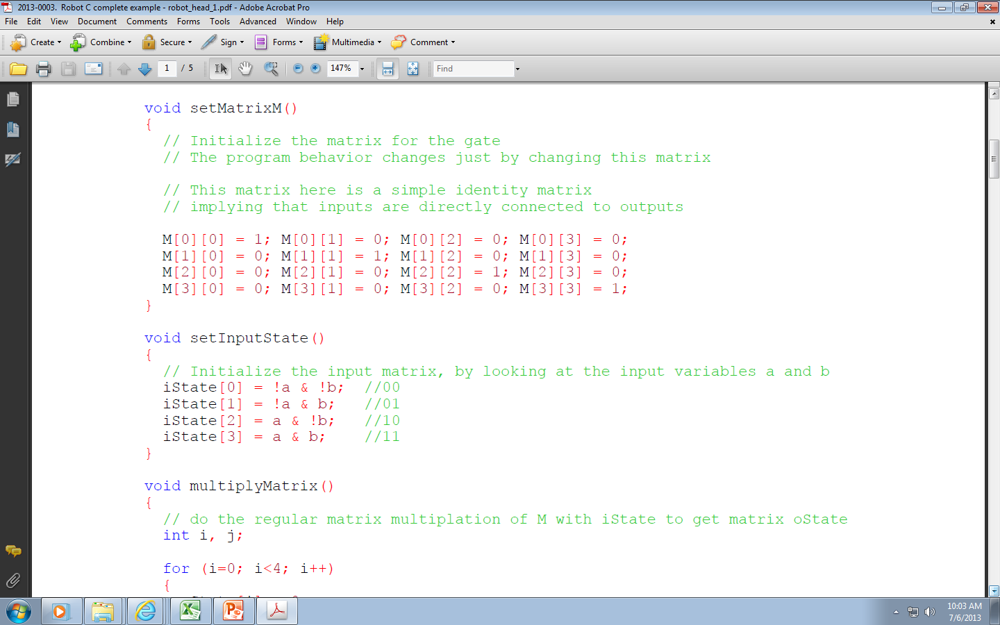 2013-0003.  Robot C complete example - robot_head_1.pdf - Adobe Acrobat Pro
File Edit View Document Comments Forms Tools Advanced Window Help
Create Combine Secure Sign Forms Multimedia Comment
1 / 5 147% Find
void setMatrixM()
{
// Initialize the matrix for the gate
// The program behavior changes just by changing this matrix
// This matrix here is a simple identity matrix
// implying that inputs are directly connected to outputs
M[0][0] = 1; M[0][1] = 0; M[0][2] = 0; M[0][3] = 0;
M[1][0] = 0; M[1][1] = 1; M[1][2] = 0; M[1][3] = 0;
M[2][0] = 0; M[2][1] = 0; M[2][2] = 1; M[2][3] = 0;
M[3][0] = 0; M[3][1] = 0; M[3][2] = 0; M[3][3] = 1;
}
void setInputState()
{
// Initialize the input matrix, by looking at the input variables a and b
iState[0] = !a & !b;  //00
iState[1] = !a & b;   //01
iState[2] = a & !b;   //10
iState[3] = a & b;    //11
}
void multiplyMatrix()
{
// do the regular matrix multiplation of M with iState to get matrix oState
int i, j;
for (i=0; i<4; i++)
{
10:03 AM
7/6/2013